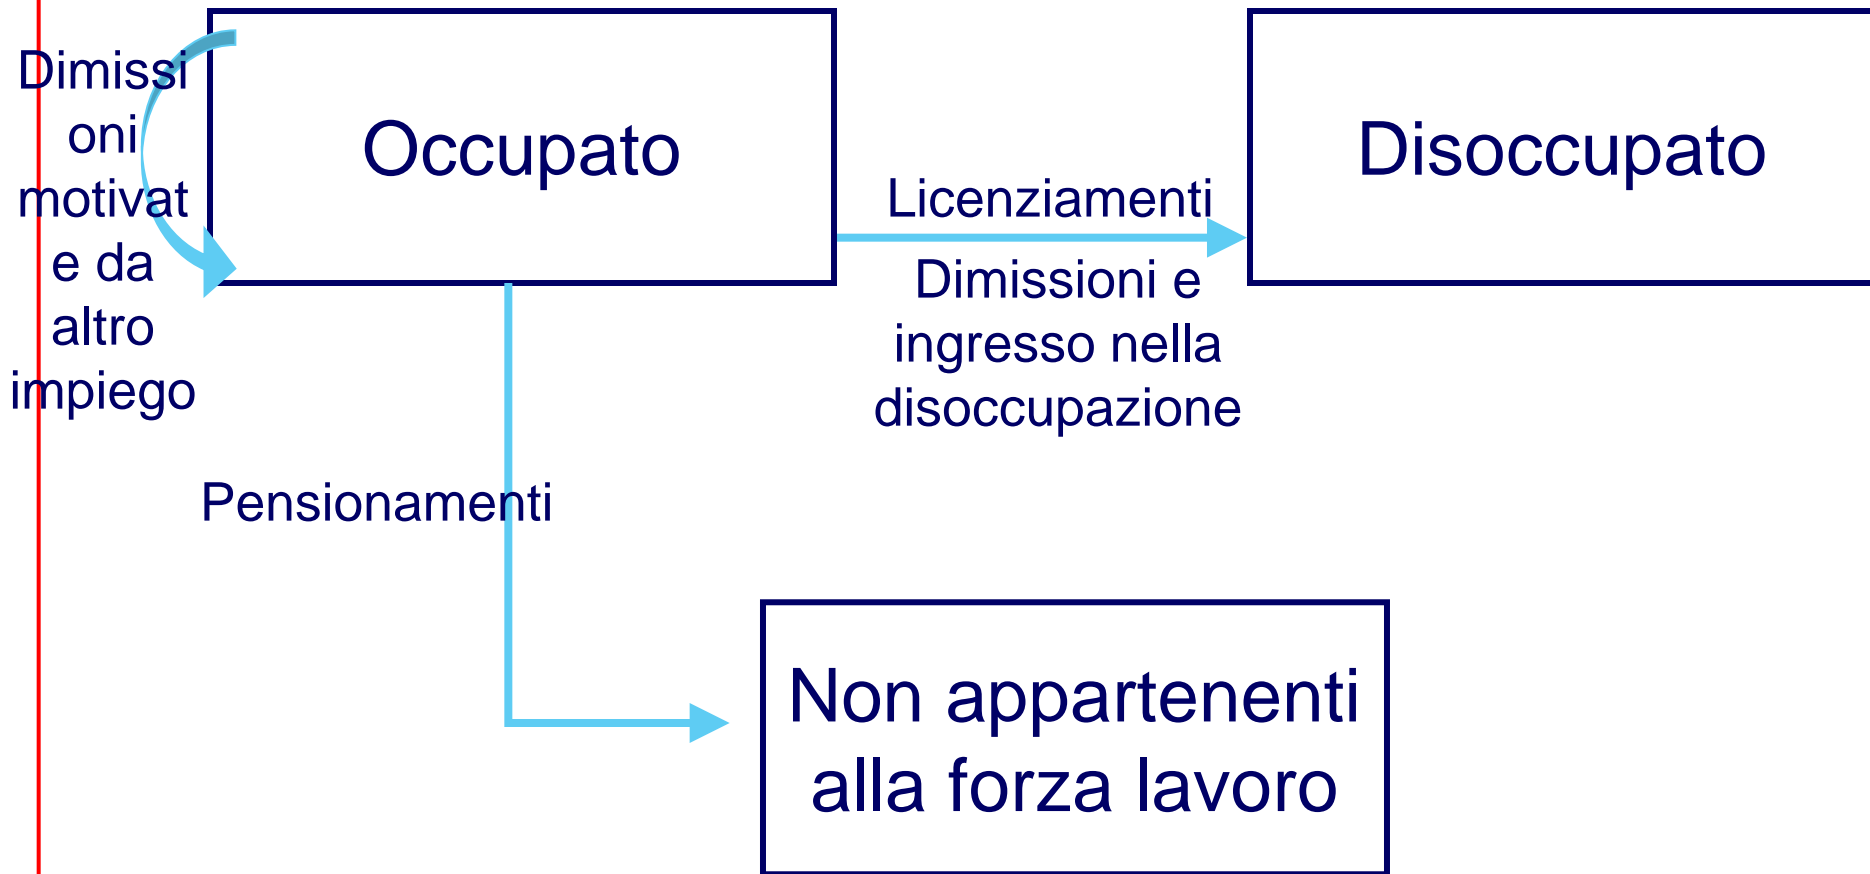 Dimissi
oni
motivat
e da
altro
impiego
Occupato
Licenziamenti
Dimissioni e
ingresso nella
disoccupazione
Disoccupato
Pensionamenti
Non appartenenti
alla forza lavoro